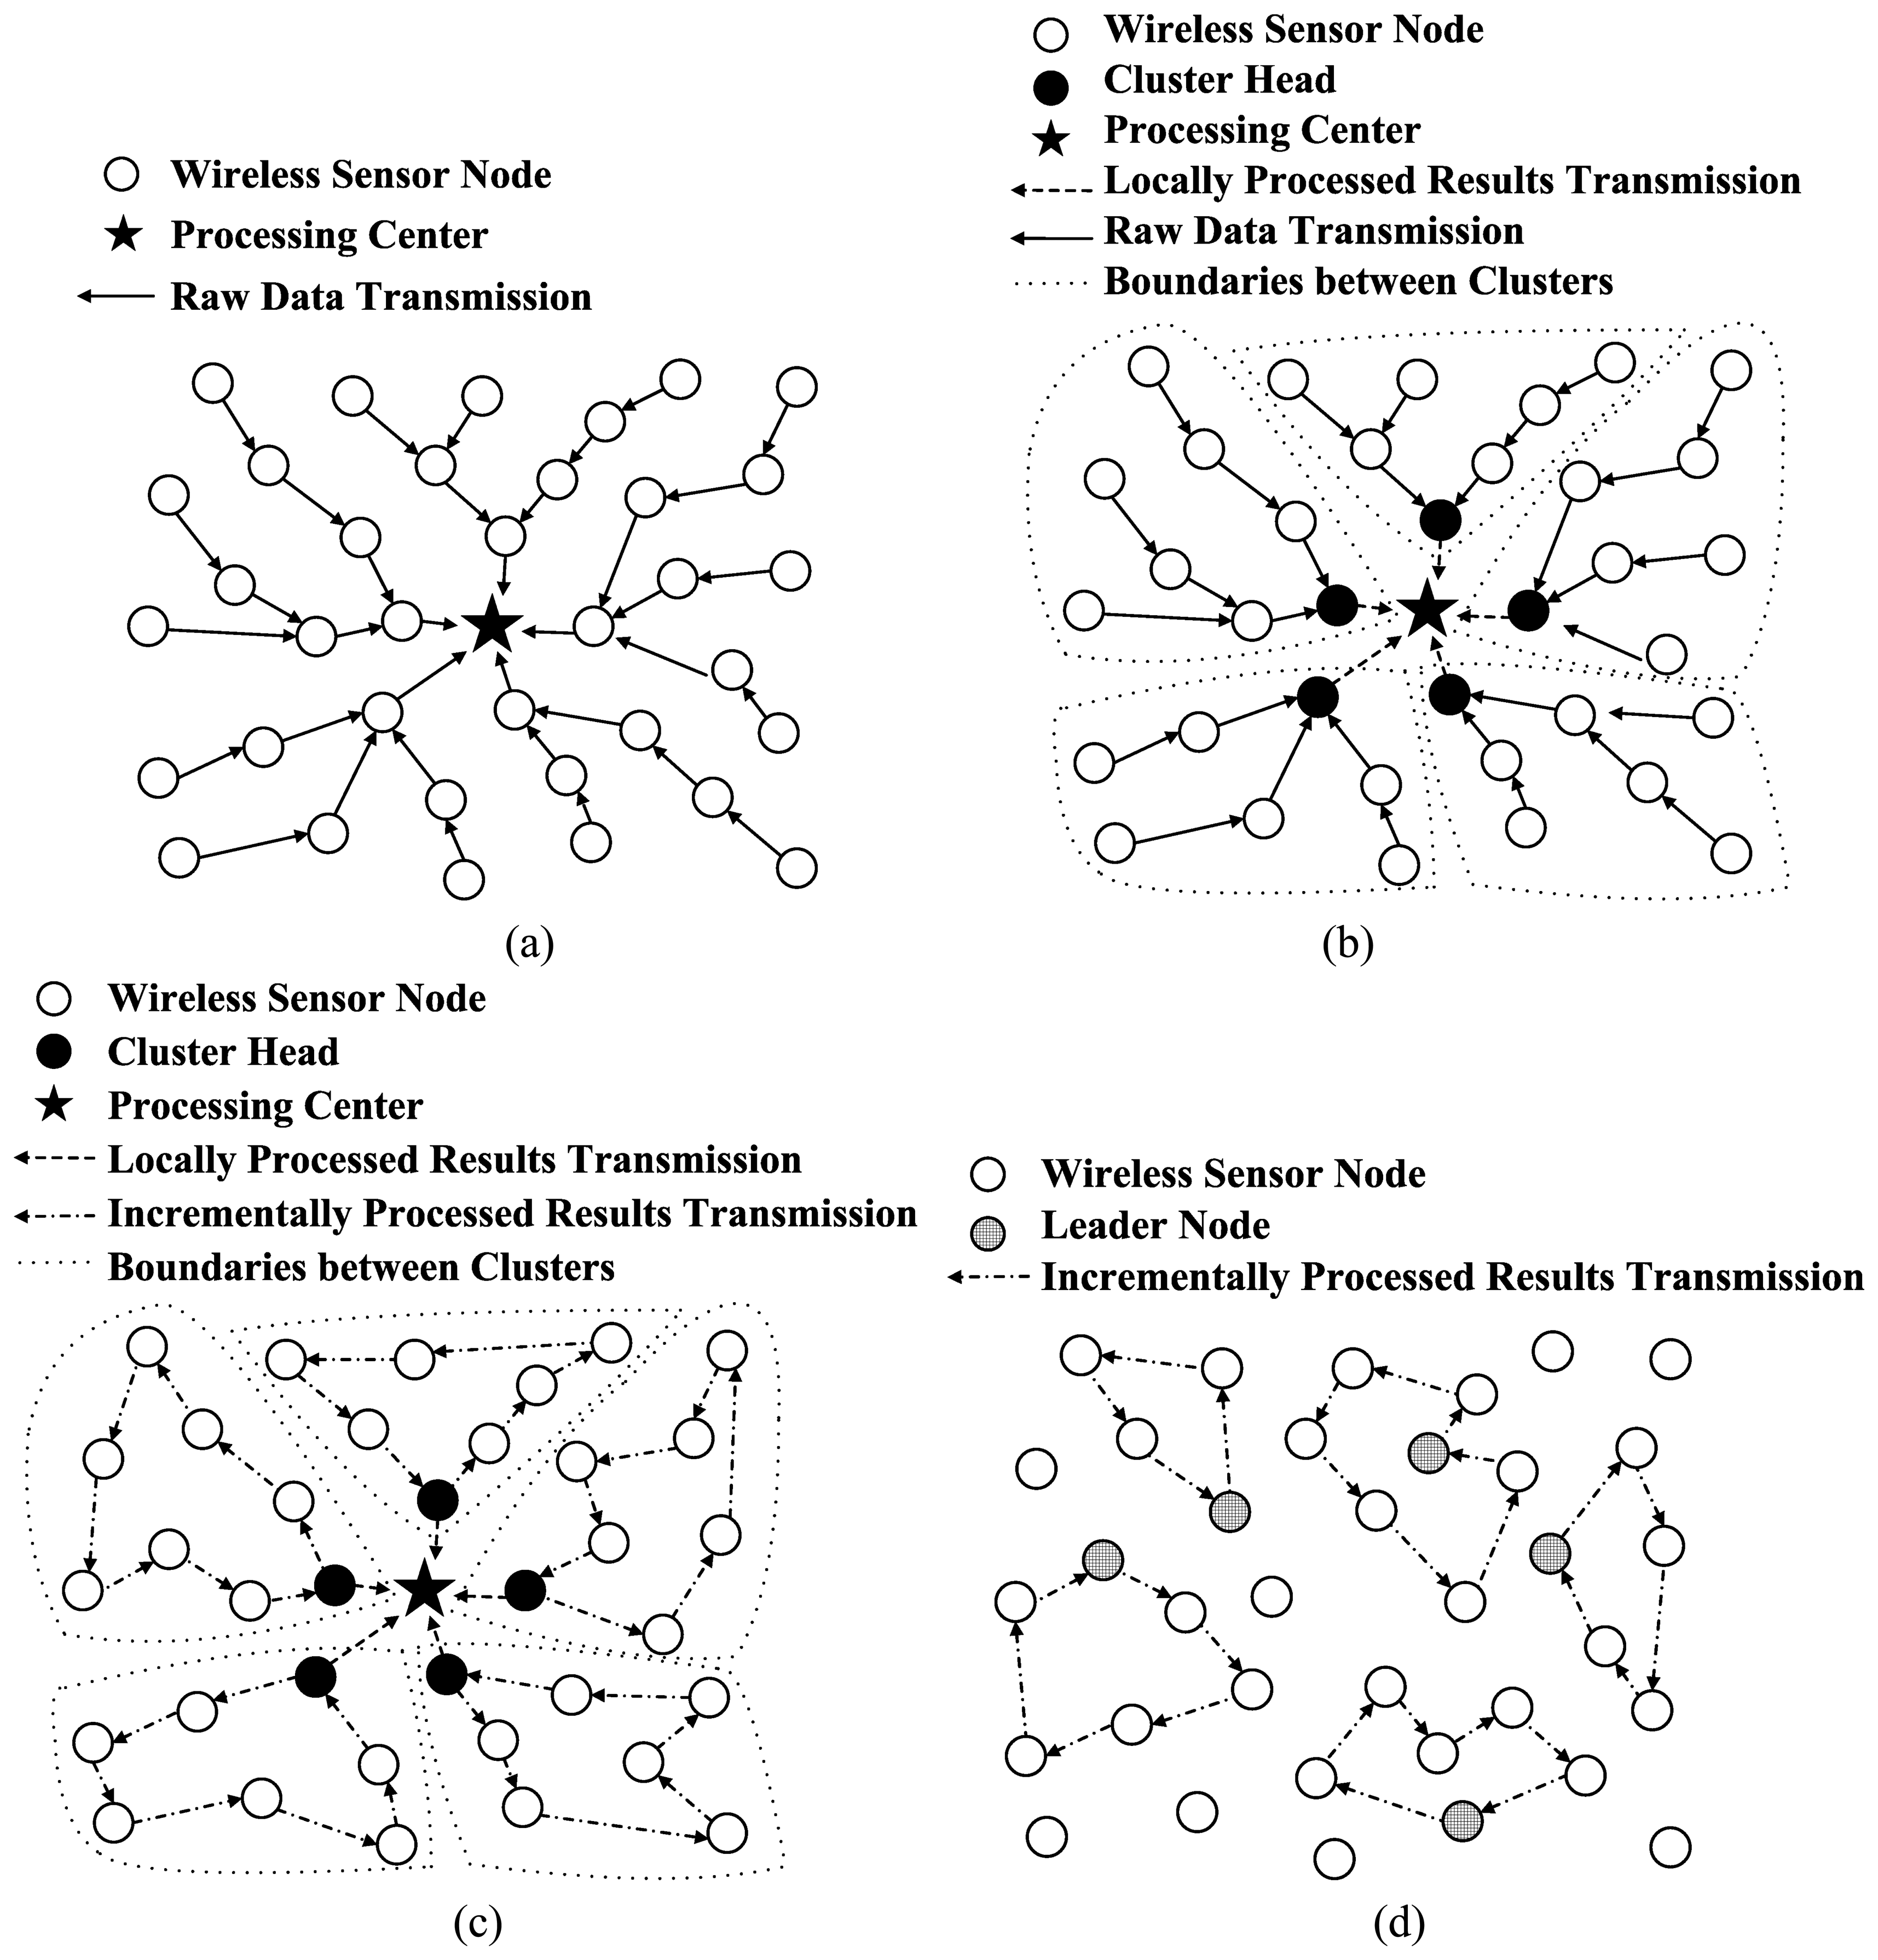 Wireless Sensor Node
Processing Center
Raw Data Transmission
(a)
Wireless Sensor Node
Cluster Head
Processing Center
Locally Processed Results Transmission
Raw Data Transmission
Boundaries between Clusters
(b)
Wireless Sensor Node
Cluster Head
Processing Center
Locally Processed Results Transmission
Incrementally Processed Results Transmission
Boundaries between Clusters
(c)
Wireless Sensor Node
Leader Node
Incrementally Processed Results Transmission
(d)